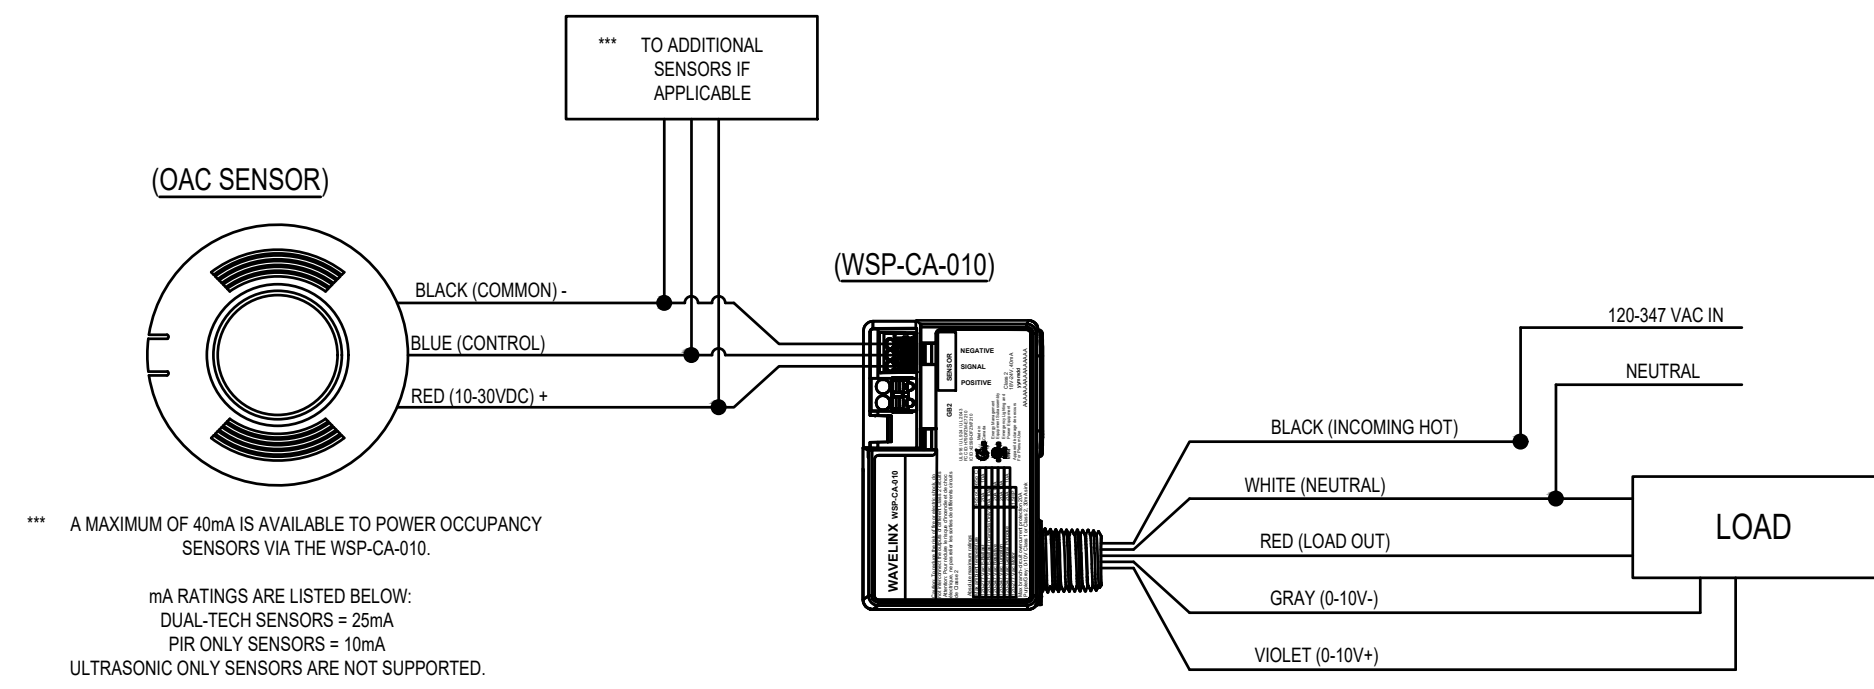 *** TO ADDITIONAL
SENSORS IF
APPLICABLE
(OAC SENSOR)
(WSP-CA-010)
BLACK (COMMON) -
BLUE (CONTROL)
RED (10-30VDC) +
SENSOR
NEGATIVE
SIGNAL
POSITIVE
GB2
WAVELINX WSP-CA-010
120-347 VAC IN
NEUTRAL
BLACK (INCOMING HOT)
WHITE (NEUTRAL)
RED (LOAD OUT)
GRAY (0-10V-)
VIOLET (0-10V+)
LOAD
*** A MAXIMUM OF 40mA IS AVAILABLE TO POWER OCCUPANCY
SENSORS VIA THE WSP-CA-010.
mA RATINGS ARE LISTED BELOW:
DUAL-TECH SENSORS = 25mA
PIR ONLY SENSORS = 10mA
ULTRASONIC ONLY SENSORS ARE NOT SUPPORTED.